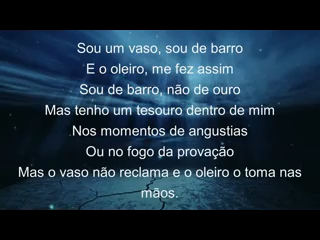 Sou um vaso, sou de barro
E o oleiro, me fez assim
Sou de barro, não de ouro
Mas tenho um tesouro dentro de mim
Nos momentos de angustias
Ou no fogo da provação
Mas o vaso não reclama e o oleiro o toma nas
mãos.